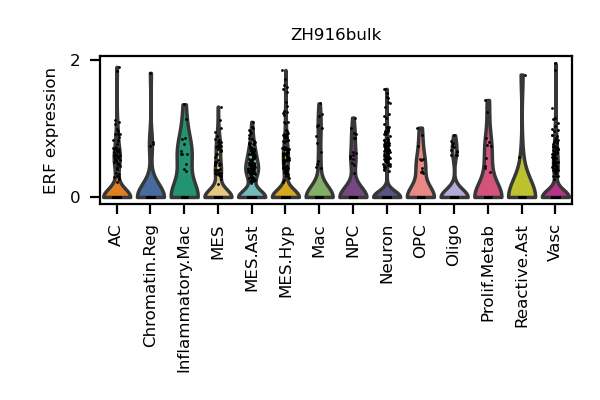 ZH916bulk
ERF expression
2
0
AC
Chromatin.Reg
Inflammatory.Mac
MES
MES.Ast
MES.Hyp
Mac
NPC
Neuron
OPC
Oligo
Prolif.Metab
Reactive.Ast
Vasc